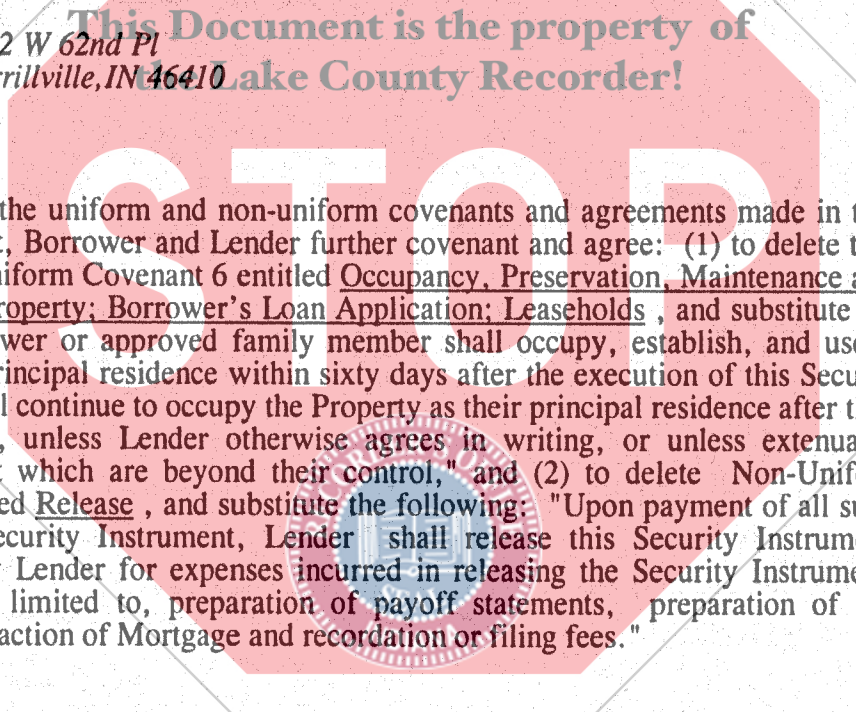 This Document is the property of
the Lake County Recorder!
2 W 62nd Pl
rrillville, IN 46410
STOP
the uniform and non-uniform covenants and agreements made in t
, Borrower and Lender further covenant and agree: (1) to delete t
iform Covenant 6 entitled Occupancy, Preservation, Maintenance a
roperty; Borrower's Loan Application; Leaseholds , and substitute
wer or approved family member shall occupy, establish, and use
rincipal residence within sixty days after the execution of this Secu
l continue to occupy the Property as their principal residence after t
, unless Lender otherwise agrees in writing, or unless extenua
which are beyond their control," and (2) to delete Non-Unif
ed Release , and substitute the following: "Upon payment of all su
ecurity Instrument, Lender shall release this Security Instrume
Lender for expenses incurred in releasing the Security Instrume
limited to, preparation of payoff statements, preparation of
action of Mortgage and recordation or filing fees."
SEAL